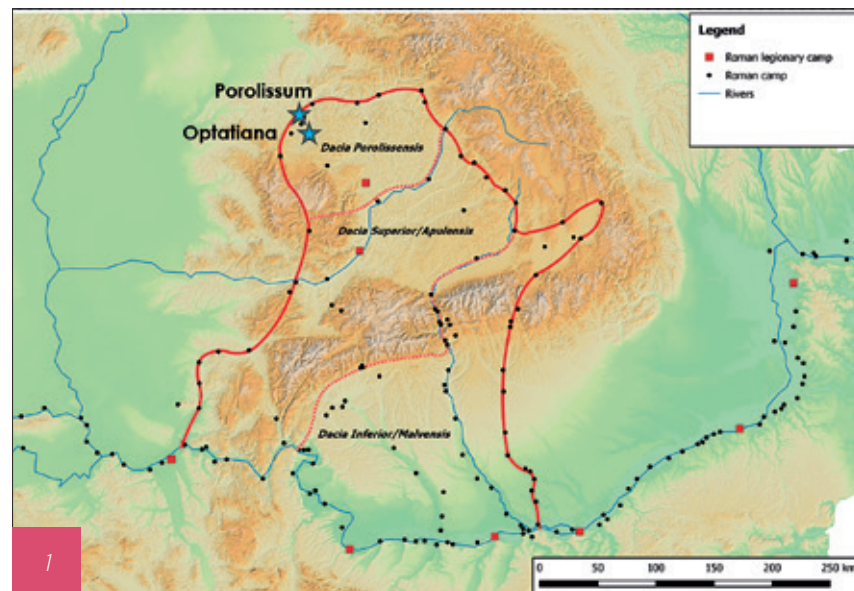 Legend
Roman legionary camp
Roman camp
Rivers
Porolissum
Optatiana
Dacia Porolissensis
Dacia Superior/Apulensis
Dacia Inferior/Malvensis
1
0 50 100 150 200 250 km